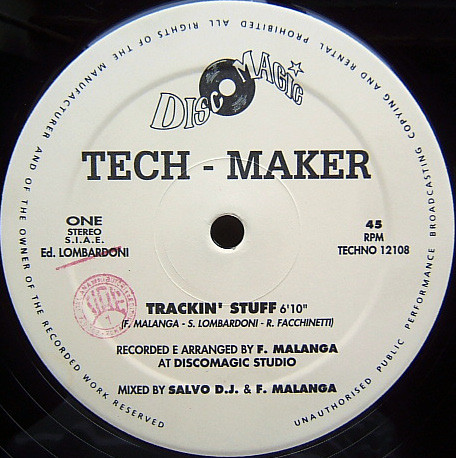 ALL RIGHTS OF THE MANUFACTURER AND OF THE OWNER OF THE RECORDED WORK RESERVED
UNAUTHORISED PUBLIC PERFORMANCE BROADCASTING COPYING AND RENTAL PROHIBITED
DISCOMAGIC
TECH - MAKER
ONE
STEREO
S.I.A.E.
Ed. LOMBARDONI
45
RPM
TECHNO 12108
TRACKIN' STUFF 6'10"
(F. MALANGA - S. LOMBARDONI - R. FACCHINETTI)
RECORDED E ARRANGED BY F. MALANGA
AT DISCOMAGIC STUDIO
MIXED BY SALVO D.J. & F. MALANGA